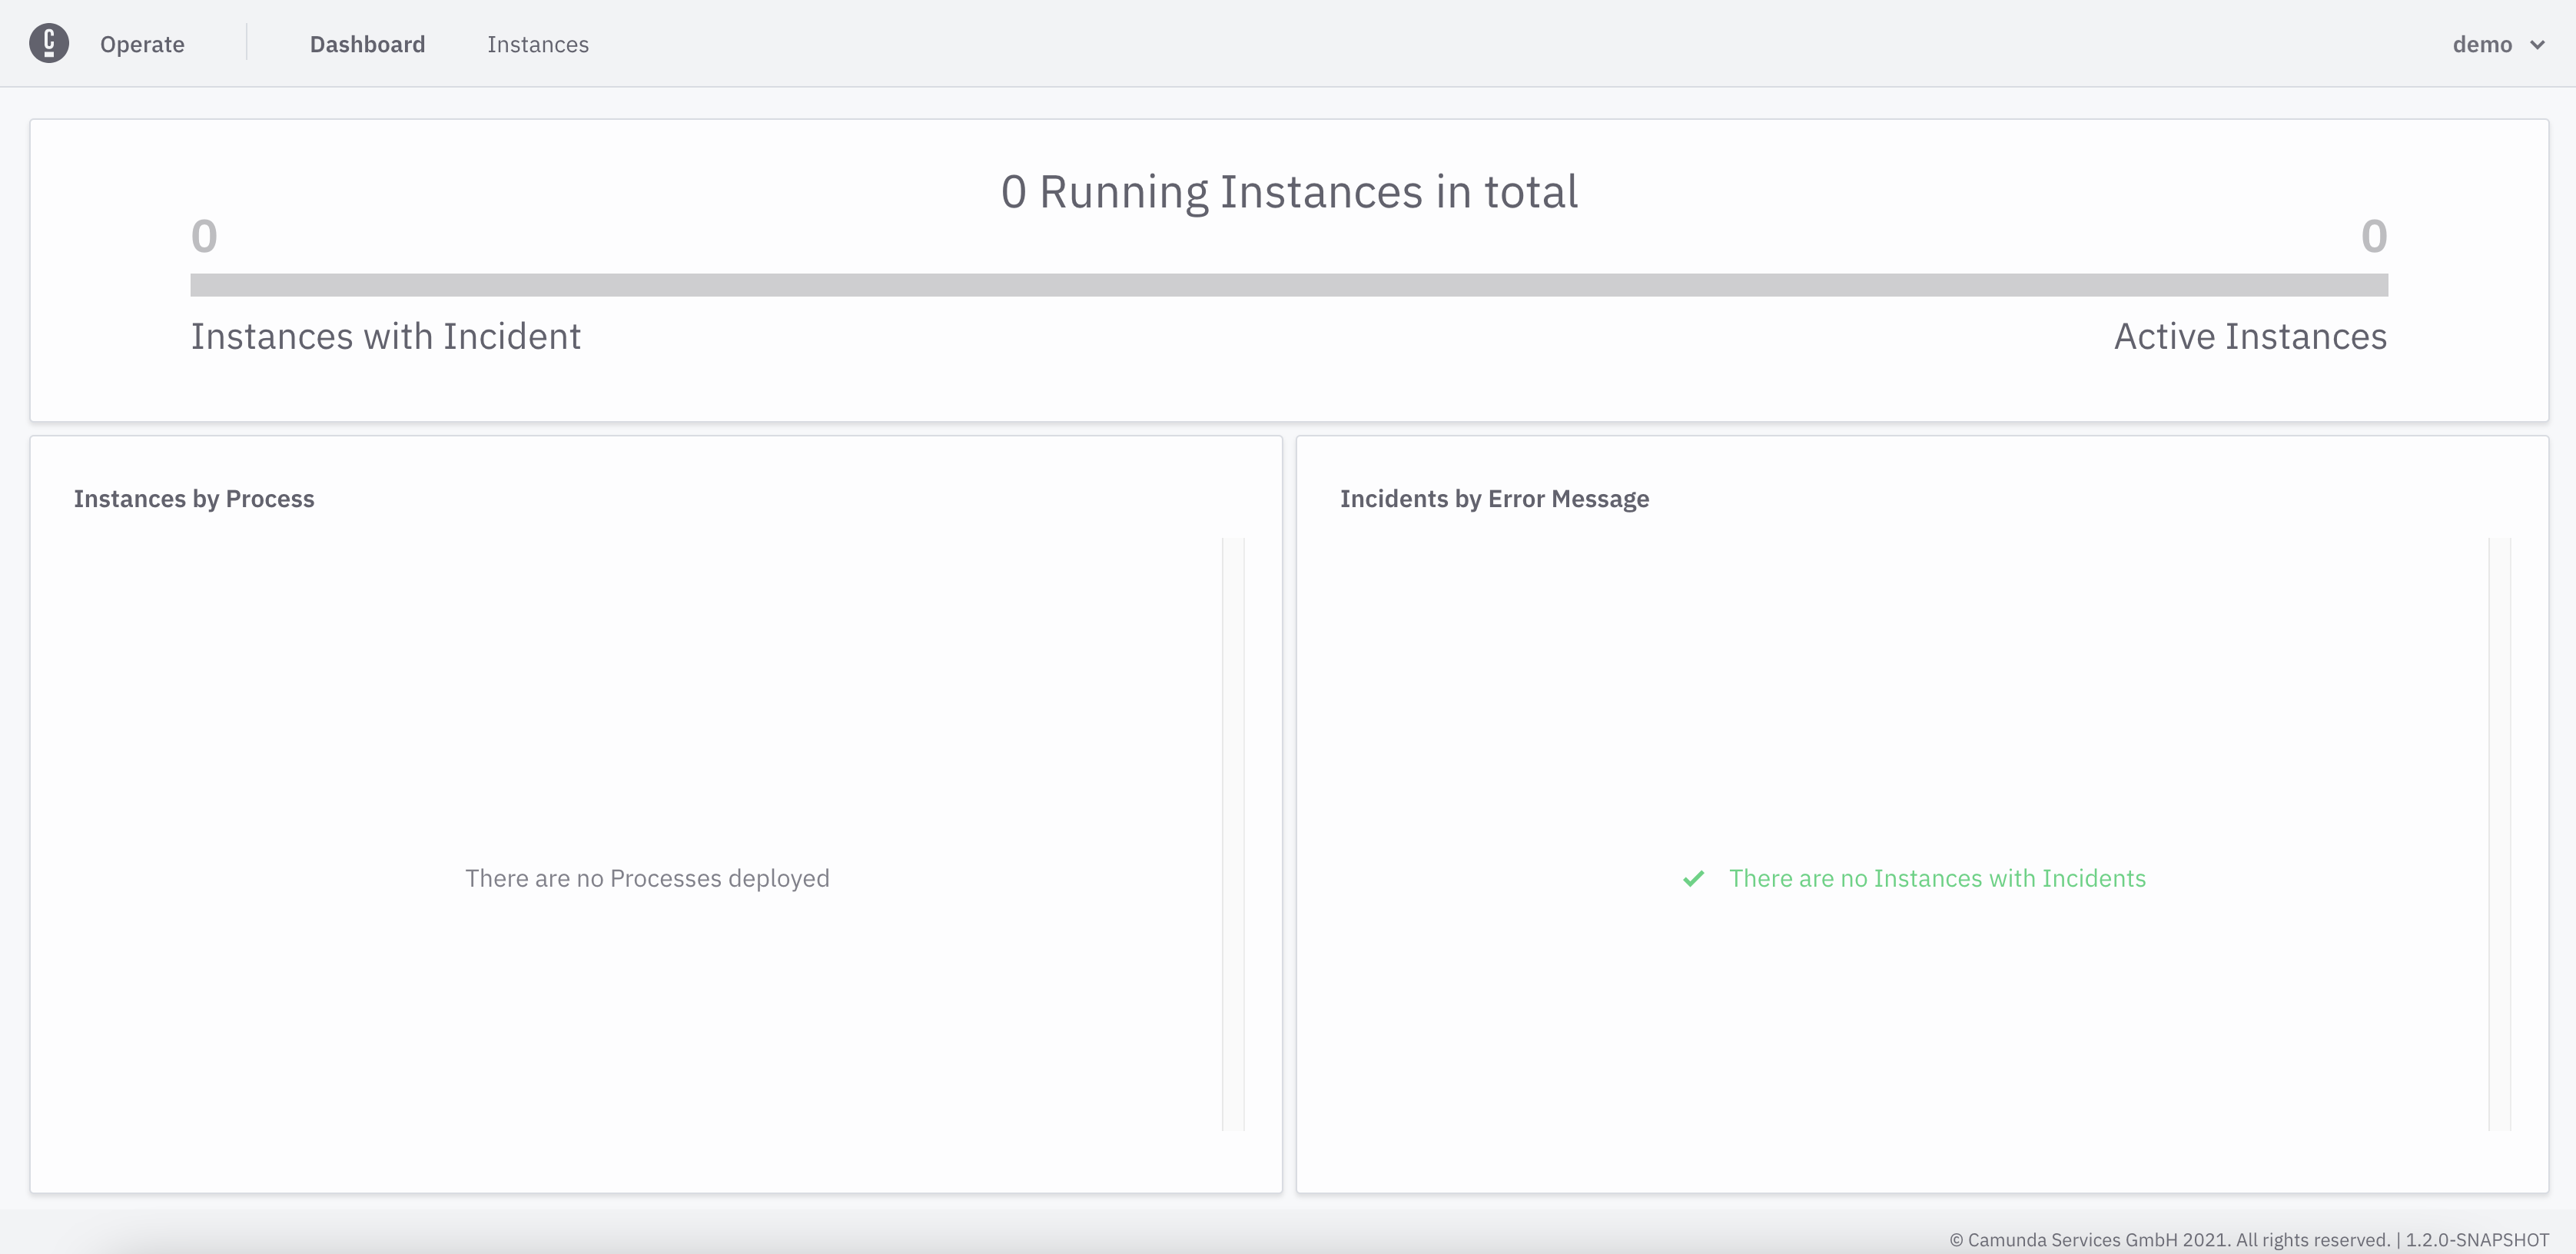 Operate Dashboard Instances demo
0 Running Instances in total
0 0
Instances with Incident Active Instances
Instances by Process
There are no Processes deployed
Incidents by Error Message
There are no Instances with Incidents
© Camunda Services GmbH 2021. All rights reserved. | 1.2.0-SNAPSHOT